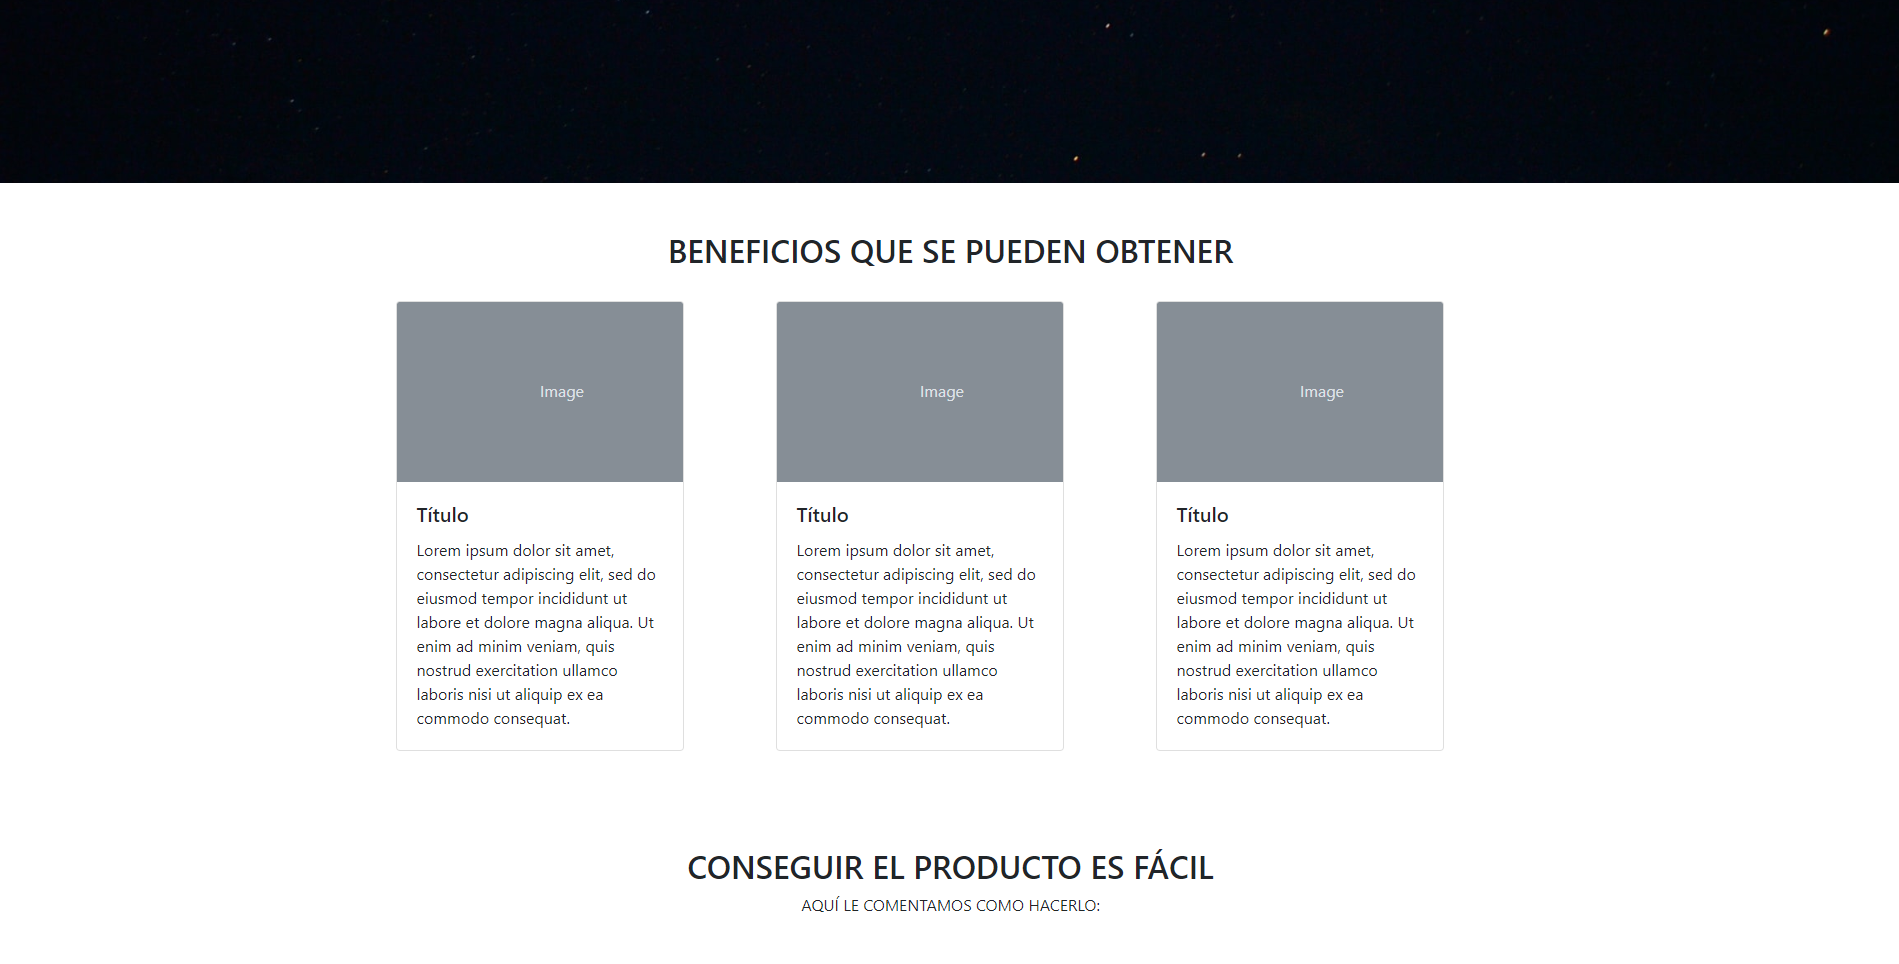 BENEFICIOS QUE SE PUEDEN OBTENER
Image
Título
Lorem ipsum dolor sit amet,
consectetur adipiscing elit, sed do
eiusmod tempor incididunt ut
labore et dolore magna aliqua. Ut
enim ad minim veniam, quis
nostrud exercitation ullamco
laboris nisi ut aliquip ex ea
commodo consequat.
Image
Título
Lorem ipsum dolor sit amet,
consectetur adipiscing elit, sed do
eiusmod tempor incididunt ut
labore et dolore magna aliqua. Ut
enim ad minim veniam, quis
nostrud exercitation ullamco
laboris nisi ut aliquip ex ea
commodo consequat.
Image
Título
Lorem ipsum dolor sit amet,
consectetur adipiscing elit, sed do
eiusmod tempor incididunt ut
labore et dolore magna aliqua. Ut
enim ad minim veniam, quis
nostrud exercitation ullamco
laboris nisi ut aliquip ex ea
commodo consequat.
CONSEGUIR EL PRODUCTO ES FÁCIL
AQUÍ LE COMENTAMOS COMO HACERLO: